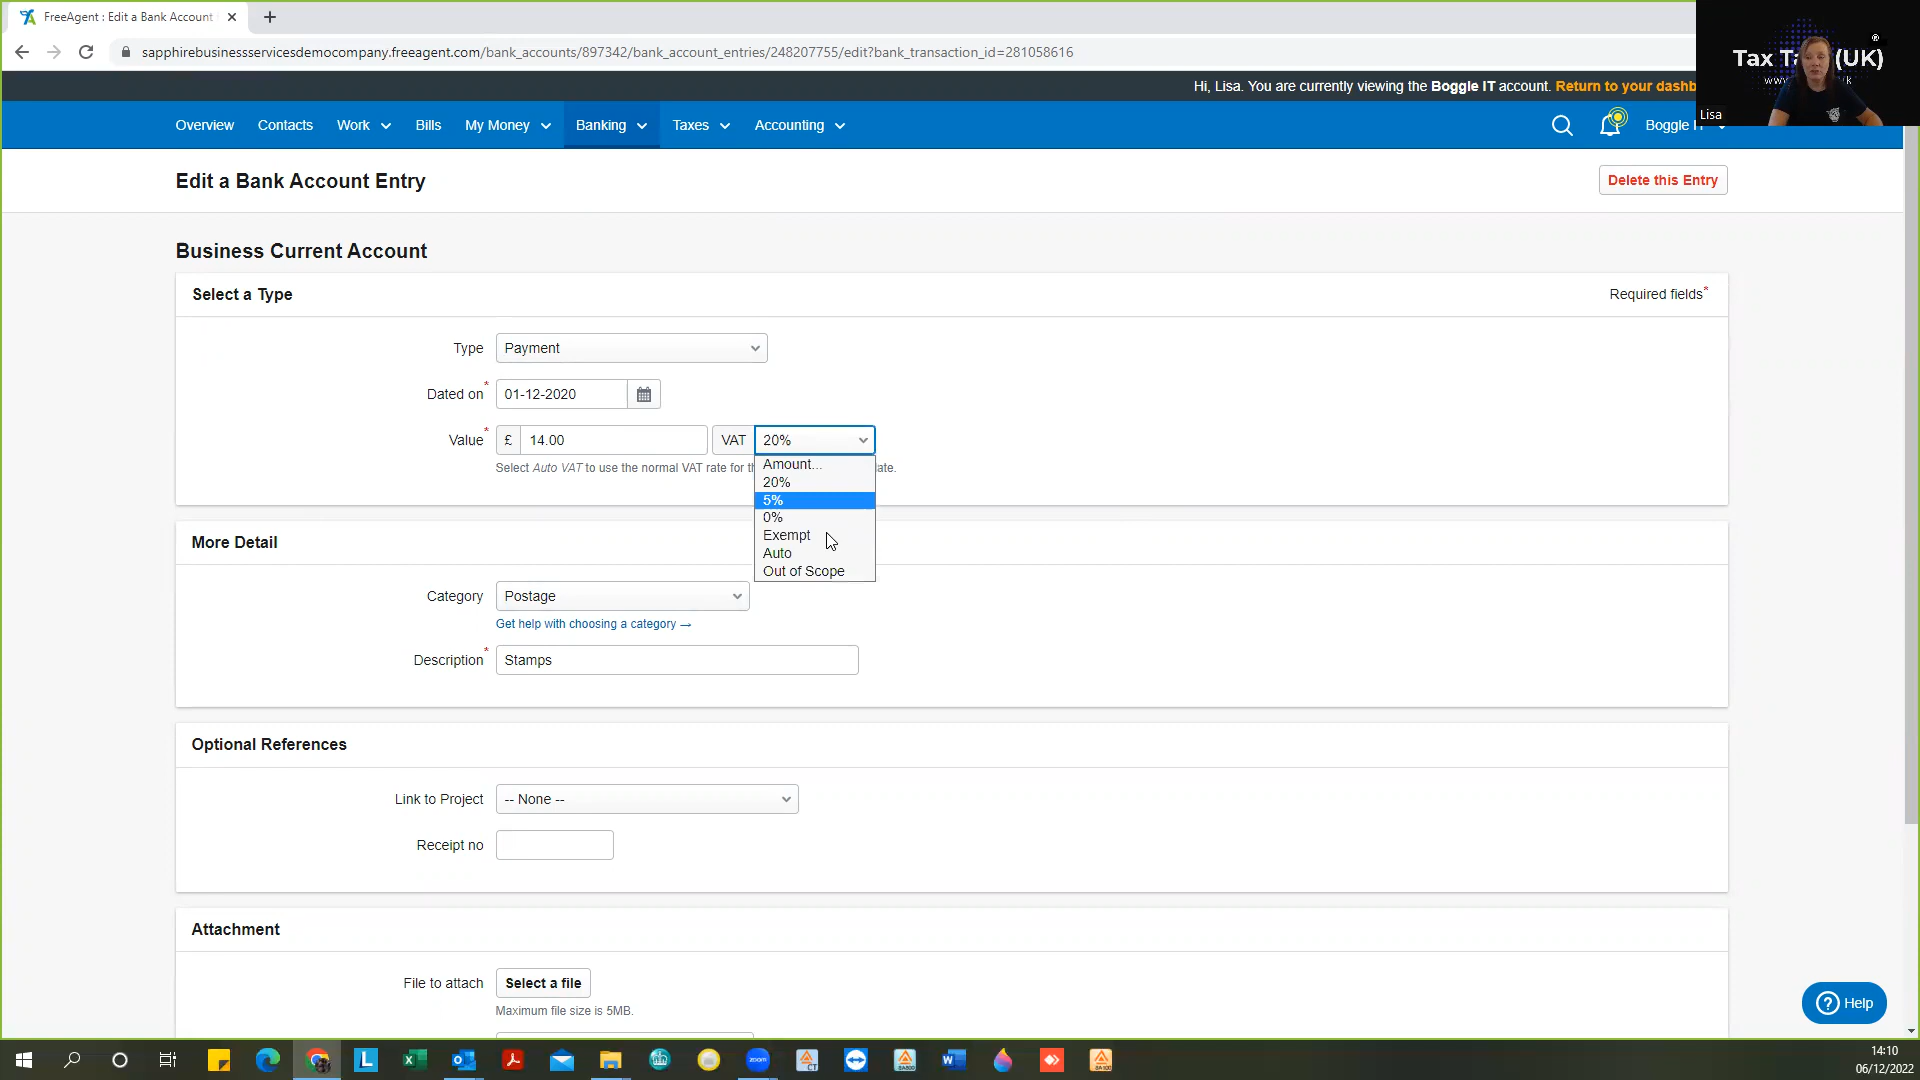 FreeAgent : Edit a Bank Account
sapphirebusinessservicesdemocompany.freeagent.com/bank_accounts/897342/bank_account_entries/248207755/edit?bank_transaction_id=281058616
Hi, Lisa. You are currently viewing the Boggle IT account. Return to your dashb
Tax T (UK)
®
www k
Lisa
Overview Contacts Work Bills My Money Banking Taxes Accounting Boggle I
Edit a Bank Account Entry
Delete this Entry
Business Current Account
Select a Type
Required fields*
Type Payment
Dated on * 01-12-2020
Value * £ 14.00 VAT 20%
Select Auto VAT to use the normal VAT rate for th ate.
Amount...
20%
5%
0%
Exempt
Auto
Out of Scope
More Detail
Category Postage
Get help with choosing a category →
Description * Stamps
Optional References
Link to Project -- None --
Receipt no
Attachment
File to attach Select a file
Maximum file size is 5MB.
? Help
L
zoom
CT
SA800
W
SA100
14:10
06/12/2022